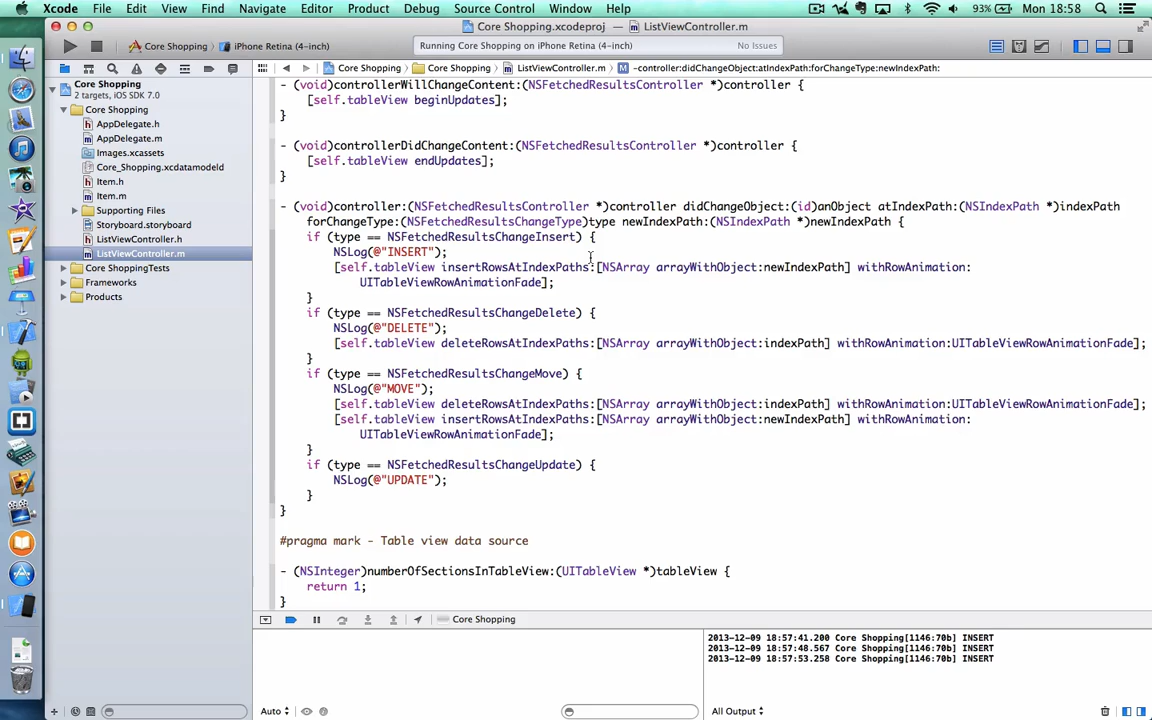 Xcode File Edit View Find Navigate Editor Product Debug Source Control Window Help 93% Mon 18:58
Core Shopping.xcodeproj — ListViewController.m
Core Shopping iPhone Retina (4-inch)
Running Core Shopping on iPhone Retina (4-inch) No Issues
Core Shopping Core Shopping ListViewController.m -controller:didChangeObject:atIndexPath:forChangeType:newIndexPath:
Core Shopping
2 targets, iOS SDK 7.0
Core Shopping
AppDelegate.h
AppDelegate.m
Images.xcassets
Core_Shopping.xcdatamodeld
Item.h
Item.m
Supporting Files
Storyboard.storyboard
ListViewController.h
ListViewController.m
Core ShoppingTests
Frameworks
Products
- (void)controllerWillChangeContent:(NSFetchedResultsController *)controller {
[self.tableView beginUpdates];
}
- (void)controllerDidChangeContent:(NSFetchedResultsController *)controller {
[self.tableView endUpdates];
}
- (void)controller:(NSFetchedResultsController *)controller didChangeObject:(id)anObject atIndexPath:(NSIndexPath *)indexPath
forChangeType:(NSFetchedResultsChangeType)type newIndexPath:(NSIndexPath *)newIndexPath {
if (type == NSFetchedResultsChangeInsert) {
NSLog(@"INSERT");
[self.tableView insertRowsAtIndexPaths:[NSArray arrayWithObject:newIndexPath] withRowAnimation:
UITableViewRowAnimationFade];
}
if (type == NSFetchedResultsChangeDelete) {
NSLog(@"DELETE");
[self.tableView deleteRowsAtIndexPaths:[NSArray arrayWithObject:indexPath] withRowAnimation:UITableViewRowAnimationFade];
}
if (type == NSFetchedResultsChangeMove) {
NSLog(@"MOVE");
[self.tableView deleteRowsAtIndexPaths:[NSArray arrayWithObject:indexPath] withRowAnimation:UITableViewRowAnimationFade];
[self.tableView insertRowsAtIndexPaths:[NSArray arrayWithObject:newIndexPath] withRowAnimation:
UITableViewRowAnimationFade];
}
if (type == NSFetchedResultsChangeUpdate) {
NSLog(@"UPDATE");
}
}
#pragma mark - Table view data source
- (NSInteger)numberOfSectionsInTableView:(UITableView *)tableView {
return 1;
}
Core Shopping
2013-12-09 18:57:41.200 Core Shopping[1146:70b] INSERT
2013-12-09 18:57:48.567 Core Shopping[1146:70b] INSERT
2013-12-09 18:57:53.258 Core Shopping[1146:70b] INSERT
Auto
All Output